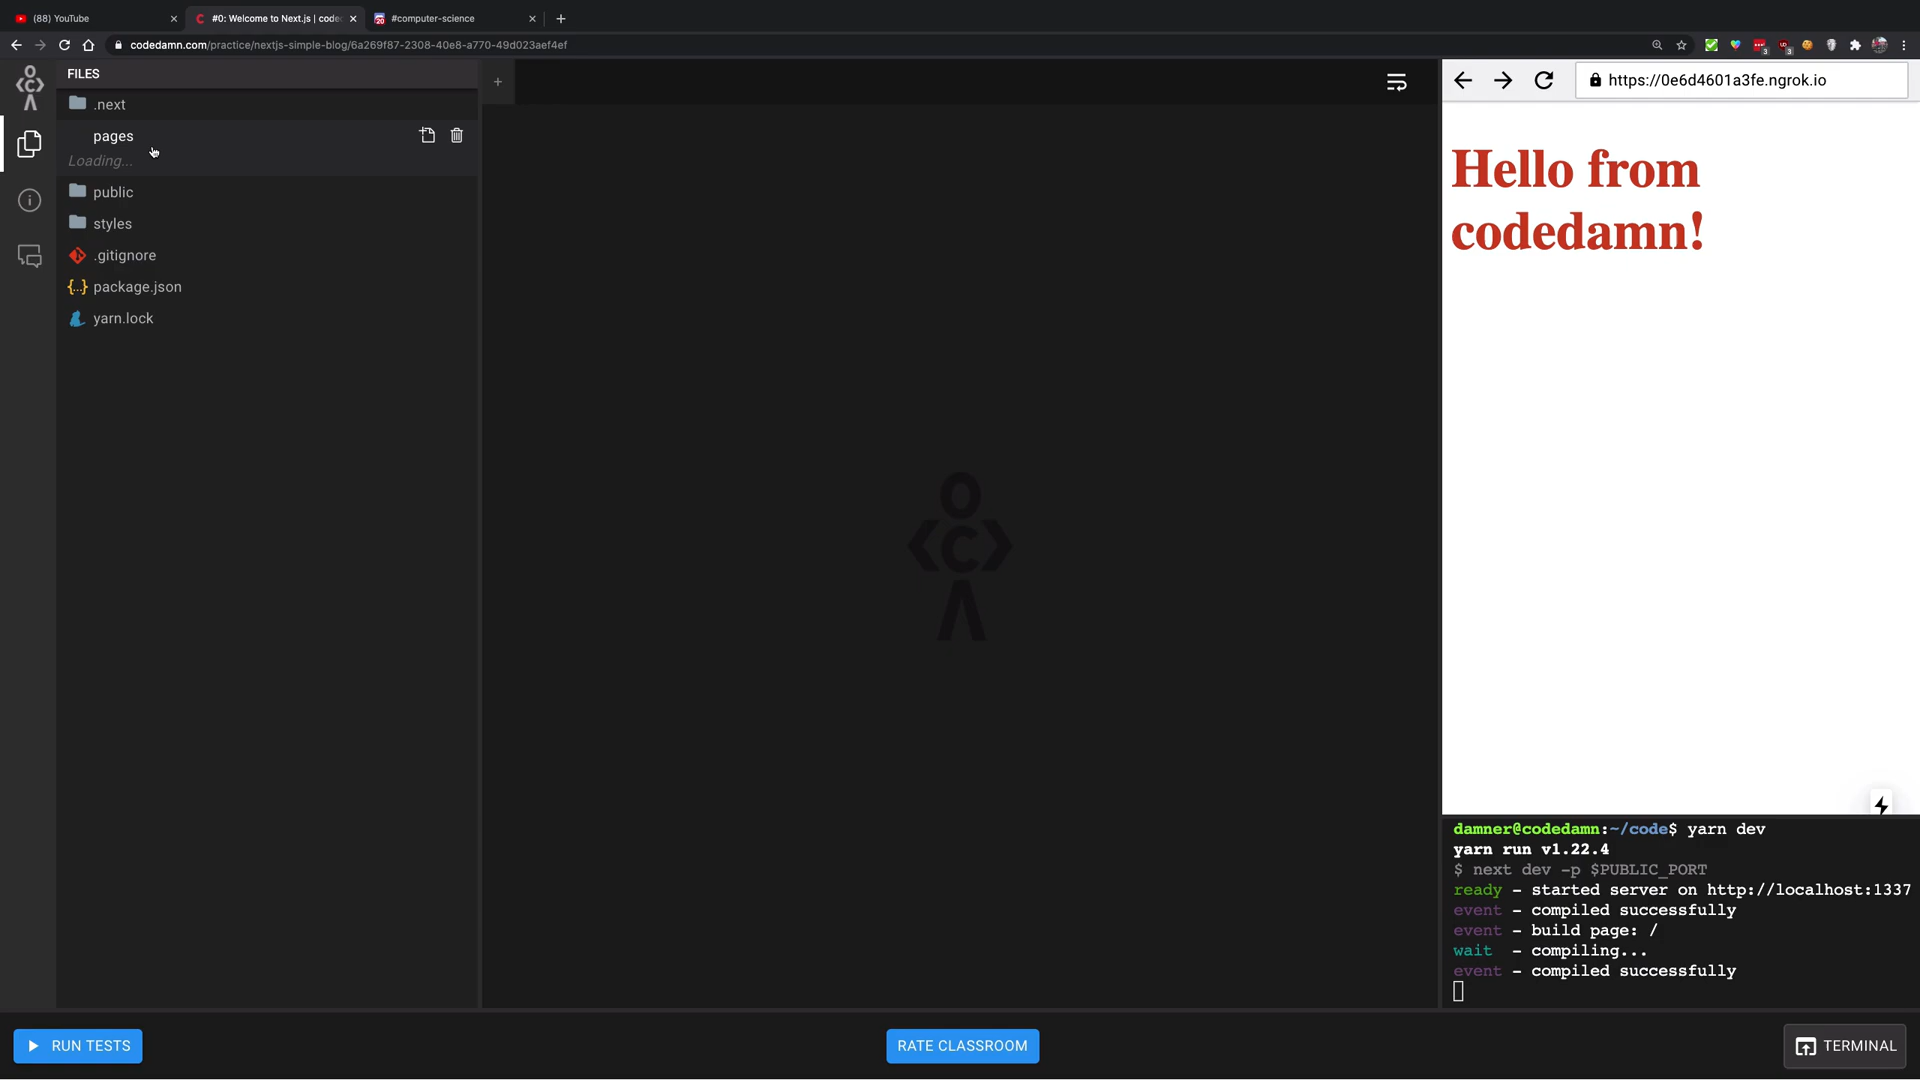 (88) YouTube
#0: Welcome to Next.js | coded
#computer-science
codedamn.com/practice/nextjs-simple-blog/6a269f87-2308-40e8-a770-49d023aef4ef
FILES
.next
pages
Loading...
public
styles
.gitignore
package.json
yarn.lock
https://0e6d4601a3fe.ngrok.io
Hello from
codedamn!
damner@codedamn:~/code$ yarn dev
yarn run v1.22.4
$ next dev -p $PUBLIC_PORT
ready - started server on http://localhost:1337
event - compiled successfully
event - build page: /
wait - compiling...
event - compiled successfully
RUN TESTS
RATE CLASSROOM
TERMINAL